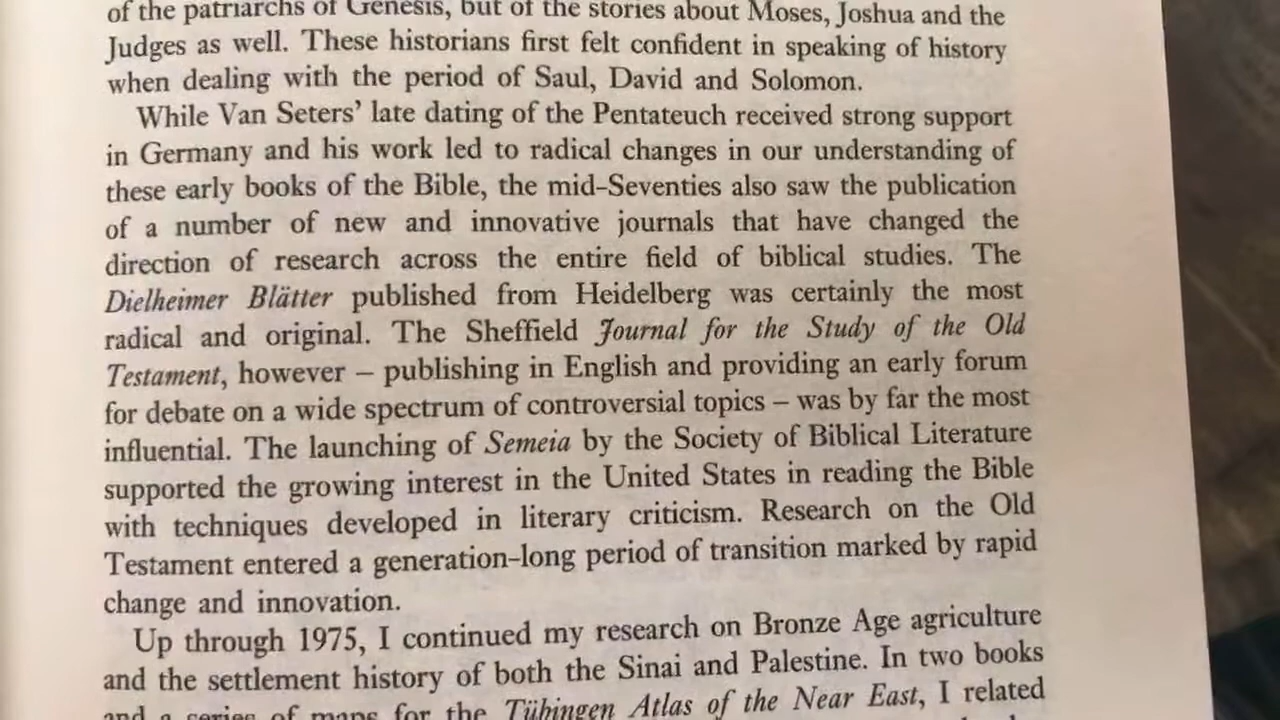 of the patriarchs of Genesis, but of the stories about Moses, Joshua and the
Judges as well. These historians first felt confident in speaking of history
when dealing with the period of Saul, David and Solomon.
While Van Seters’ late dating of the Pentateuch received strong support
in Germany and his work led to radical changes in our understanding of
these early books of the Bible, the mid-Seventies also saw the publication
of a number of new and innovative journals that have changed the
direction of research across the entire field of biblical studies. The
Dielheimer Blätter published from Heidelberg was certainly the most
radical and original. The Sheffield Journal for the Study of the Old
Testament, however – publishing in English and providing an early forum
for debate on a wide spectrum of controversial topics – was by far the most
influential. The launching of Semeia by the Society of Biblical Literature
supported the growing interest in the United States in reading the Bible
with techniques developed in literary criticism. Research on the Old
Testament entered a generation-long period of transition marked by rapid
change and innovation.
Up through 1975, I continued my research on Bronze Age agriculture
and the settlement history of both the Sinai and Palestine. In two books
and a series of maps for the Tübingen Atlas of the Near East, I related